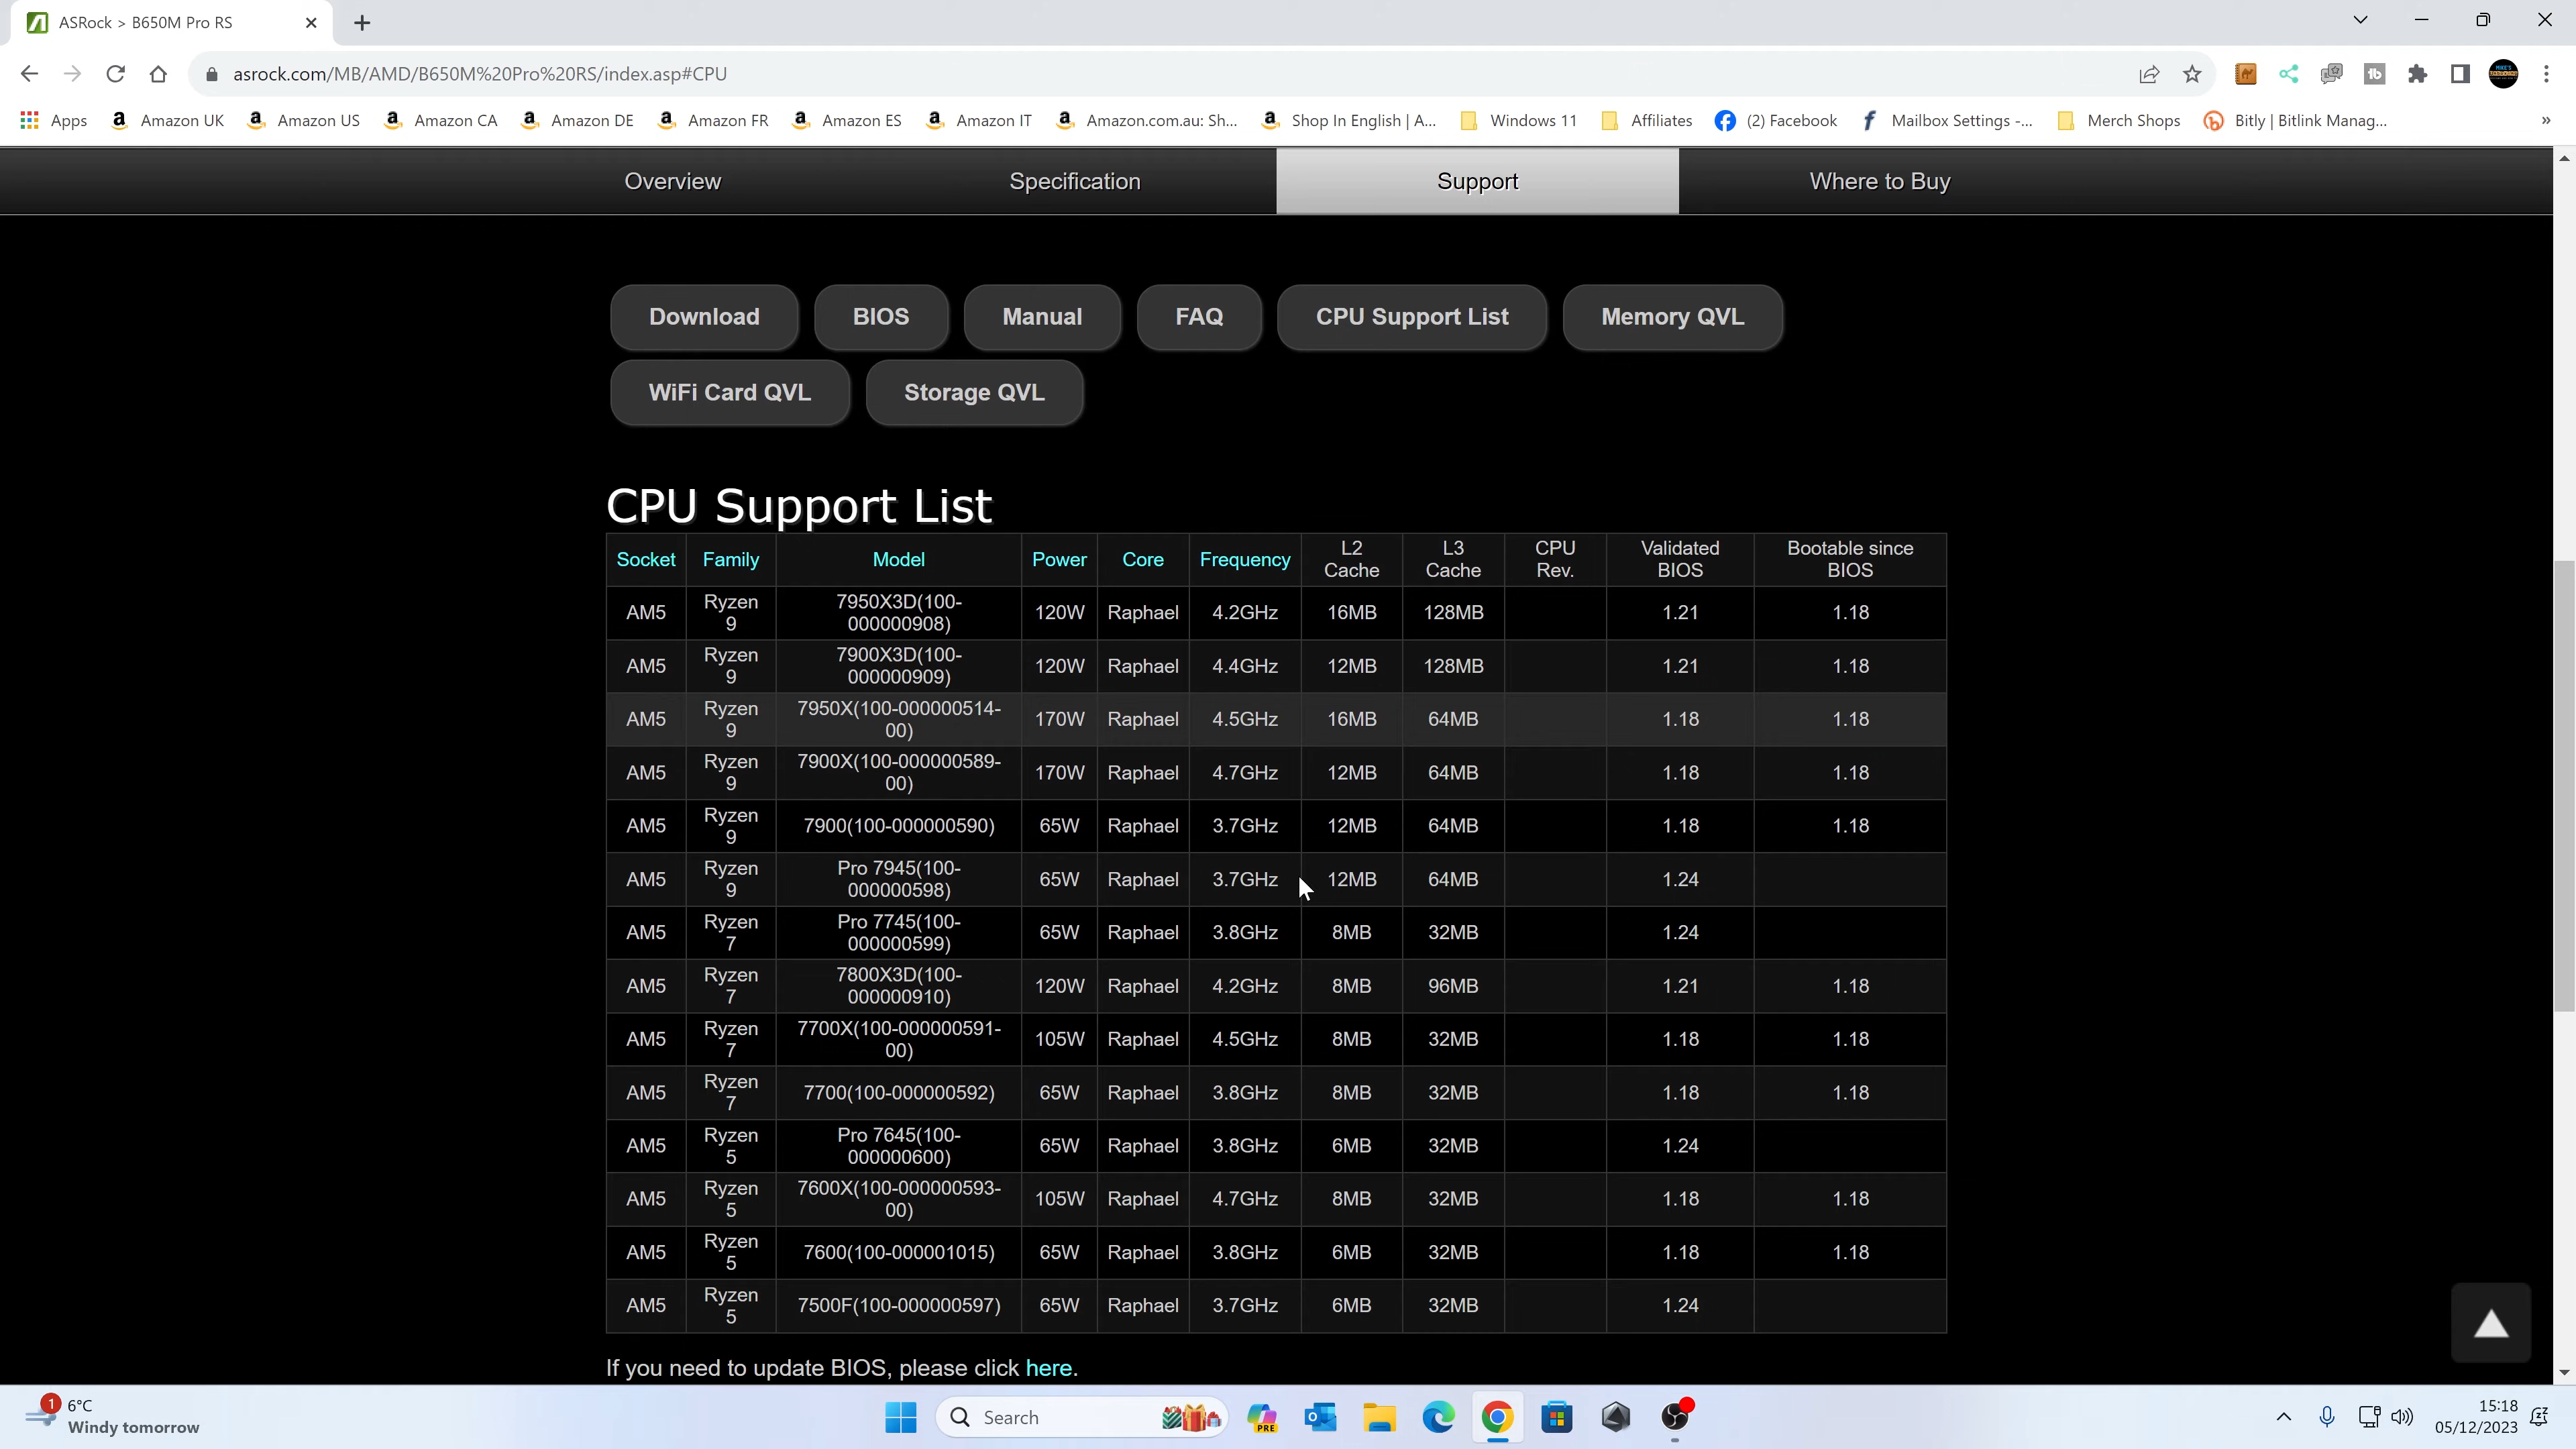 ASRock > B650M Pro RS
asrock.com/MB/AMD/B650M%20Pro%20RS/index.asp#CPU
Apps Amazon UK Amazon US Amazon CA Amazon DE Amazon FR Amazon ES Amazon IT Amazon.com.au: Sh... Shop In English | A... Windows 11 Affiliates (2) Facebook Mailbox Settings -... Merch Shops Bitly | Bitlink Manag... »
Overview Specification Support Where to Buy
Download BIOS Manual FAQ CPU Support List Memory QVL
WiFi Card QVL Storage QVL
CPU Support List
Socket Family Model Power Core Frequency L2 Cache L3 Cache CPU Rev. Validated BIOS Bootable since BIOS
AM5 Ryzen 9 7950X3D(100-000000908) 120W Raphael 4.2GHz 16MB 128MB 1.21 1.18
AM5 Ryzen 9 7900X3D(100-000000909) 120W Raphael 4.4GHz 12MB 128MB 1.21 1.18
AM5 Ryzen 9 7950X(100-000000514-00) 170W Raphael 4.5GHz 16MB 64MB 1.18 1.18
AM5 Ryzen 9 7900X(100-000000589-00) 170W Raphael 4.7GHz 12MB 64MB 1.18 1.18
AM5 Ryzen 9 7900(100-000000590) 65W Raphael 3.7GHz 12MB 64MB 1.18 1.18
AM5 Ryzen 9 Pro 7945(100-000000598) 65W Raphael 3.7GHz 12MB 64MB 1.24
AM5 Ryzen 7 Pro 7745(100-000000599) 65W Raphael 3.8GHz 8MB 32MB 1.24
AM5 Ryzen 7 7800X3D(100-000000910) 120W Raphael 4.2GHz 8MB 96MB 1.21 1.18
AM5 Ryzen 7 7700X(100-000000591-00) 105W Raphael 4.5GHz 8MB 32MB 1.18 1.18
AM5 Ryzen 7 7700(100-000000592) 65W Raphael 3.8GHz 8MB 32MB 1.18 1.18
AM5 Ryzen 5 Pro 7645(100-000000600) 65W Raphael 3.8GHz 6MB 32MB 1.24
AM5 Ryzen 5 7600X(100-000000593-00) 105W Raphael 4.7GHz 8MB 32MB 1.18 1.18
AM5 Ryzen 5 7600(100-000001015) 65W Raphael 3.8GHz 6MB 32MB 1.18 1.18
AM5 Ryzen 5 7500F(100-000000597) 65W Raphael 3.7GHz 6MB 32MB 1.24
If you need to update BIOS, please click here.
1 6°C
Windy tomorrow
Search
PRE
15:18
05/12/2023